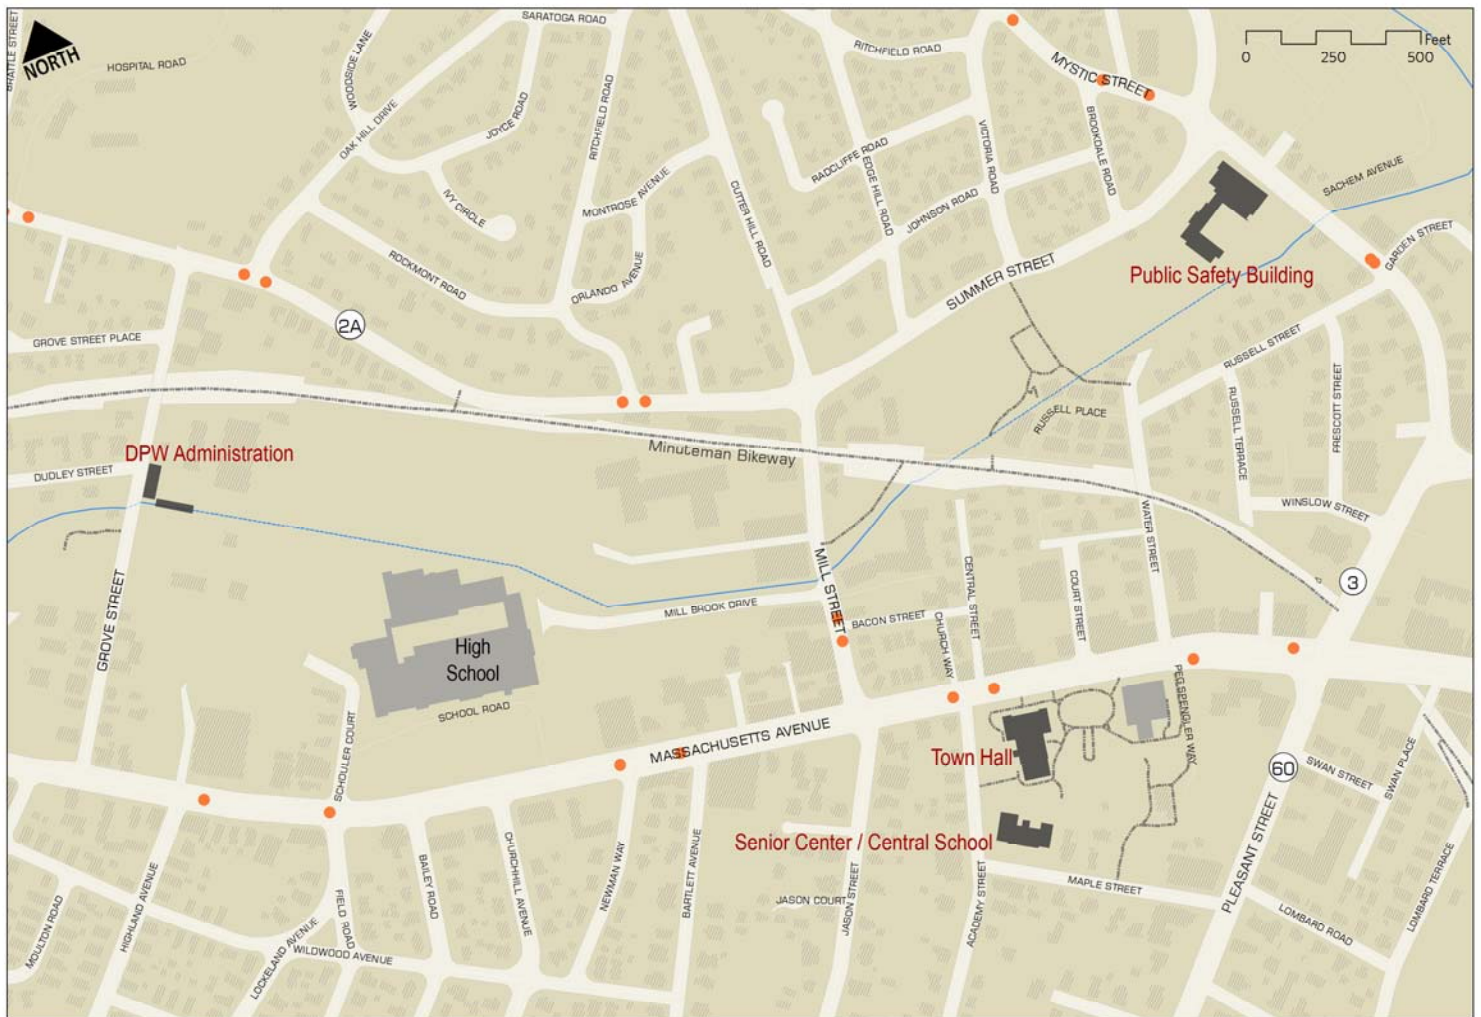 BRATTLE STREET
NORTH
HOSPITAL ROAD
WOODSIDE LANE
SARATOGA ROAD
OAK HILL DRIVE
JOYCE ROAD
RITCHFIELD ROAD
IVY CIRCLE
MONTROSE AVENUE
ORLANDO AVENUE
ROCKMONT ROAD
CUTTER HILL ROAD
RITCHFIELD ROAD
RADCLIFFE ROAD
EDGE HILL ROAD
JOHNSON ROAD
VICTORIA ROAD
BROOKDALE ROAD
MYSTIC STREET
Feet
0 250 500
SACHEM AVENUE
GARDEN STREET
Public Safety Building
SUMMER STREET
2A
GROVE STREET PLACE
DPW Administration
DUDLEY STREET
GROVE STREET
Minuteman Bikeway
RUSSELL PLACE
RUSSELL STREET
RUSSELL TERRACE
PRESCOTT STREET
WINSLOW STREET
WATER STREET
COURT STREET
CENTRAL STREET
3
MILL STREET
MILL BROOK DRIVE
BACON STREET
CHURCH WAY
High
School
SCHOOL ROAD
SCHOULER COURT
MASSACHUSETTS AVENUE
PEG SPENGLER WAY
Town Hall
60
SWAN STREET
SWAN PLACE
Senior Center / Central School
MOULTON ROAD
HIGHLAND AVENUE
LOCKELAND AVENUE
FIELD ROAD
WILDWOOD AVENUE
BAILEY ROAD
CHURCHHILL AVENUE
NEWMAN WAY
BARTLETT AVENUE
JASON COURT
JASON STREET
ACADEMY STREET
MAPLE STREET
PLEASANT STREET
LOMBARD ROAD
LOMBARD TERRACE